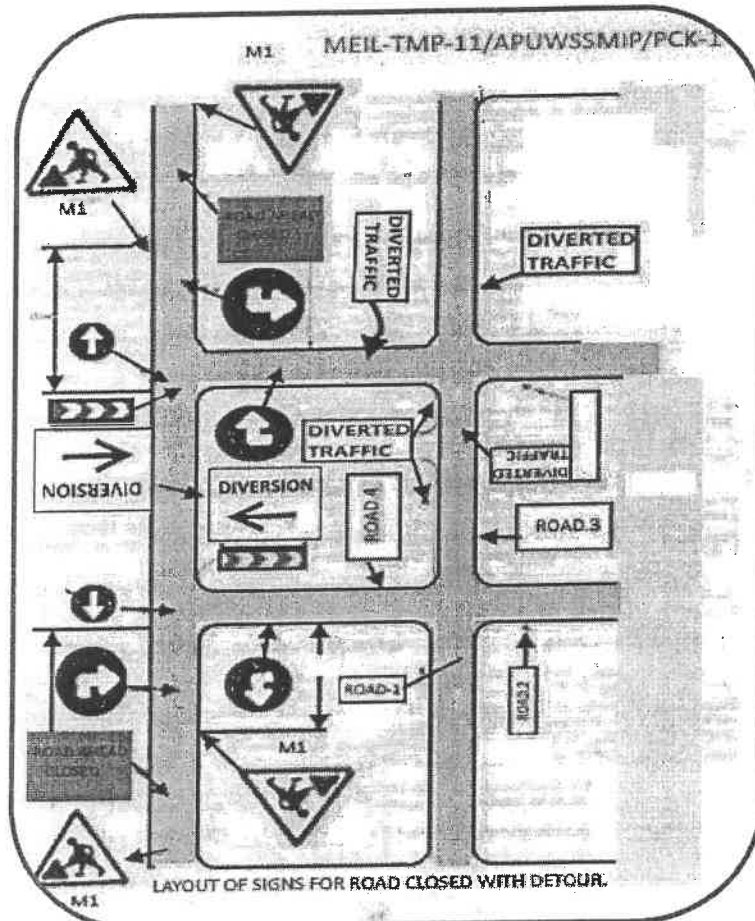 M1
MEIL-TMP-11/APUWSSMIP/PCK-1
M1
ROAD AHEAD
DIVERTED
TRAFFIC
DIVERTED
TRAFFIC
DIVERSION
DIVERTED
TRAFFIC
DIVERTED
TRAFFIC
DIVERSION
ROAD.4
ROAD.3
ROAD-1
ROAD.2
ROAD AHEAD
CLOSED
M1
M1
LAYOUT OF SIGNS FOR ROAD CLOSED WITH DETOUR.